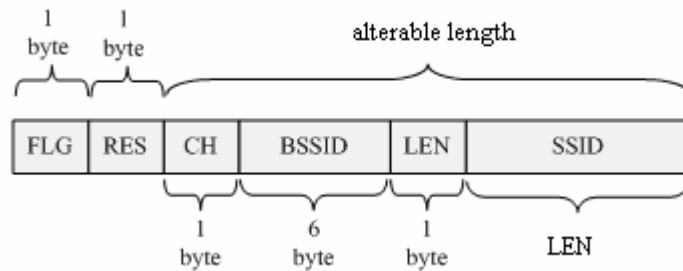 1
byte
1
byte
alterable length
FLG RES CH BSSID LEN SSID
1
byte
6
byte
1
byte
LEN